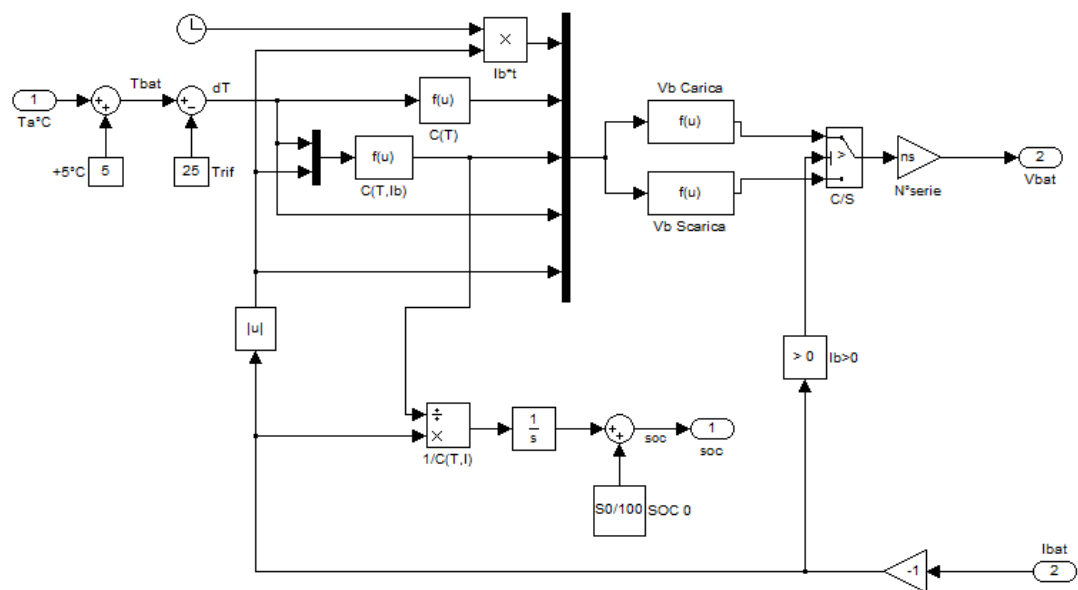 ×
Ib*t
1
Ta°C
+
+
Tbat
+
−
dT
f(u)
C(T)
+5°C
5
25
Trif
f(u)
C(T,Ib)
Vb Carica
f(u)
f(u)
Vb Scarica
>
C/S
ns
N°serie
2
Vbat
|u|
> 0
Ib>0
÷
×
1/C(T,I)
1
s
+
+
soc
1
soc
S0/100
SOC 0
-1
Ibat
2